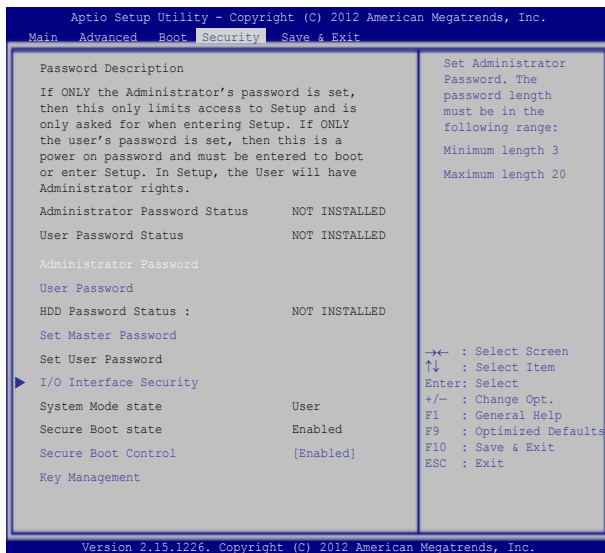 Aptio Setup Utility - Copyright (C) 2012 American Megatrends, Inc.
Main Advanced Boot Security Save & Exit
Password Description
If ONLY the Administrator's password is set,
then this only limits access to Setup and is
only asked for when entering Setup. If ONLY
the user's password is set, then this is a
power on password and must be entered to boot
or enter Setup. In Setup, the User will have
Administrator rights.
Administrator Password Status NOT INSTALLED
User Password Status NOT INSTALLED
Administrator Password
User Password
HDD Password Status : NOT INSTALLED
Set Master Password
Set User Password
I/O Interface Security
System Mode state User
Secure Boot state Enabled
Secure Boot Control [Enabled]
Key Management
Set Administrator
Password. The
password length
must be in the
following range:
Minimum length 3
Maximum length 20
→← : Select Screen
↑↓ : Select Item
Enter: Select
+/— : Change Opt.
F1 : General Help
F9 : Optimized Defaults
F10 : Save & Exit
ESC : Exit
Version 2.15.1226. Copyright (C) 2012 American Megatrends, Inc.